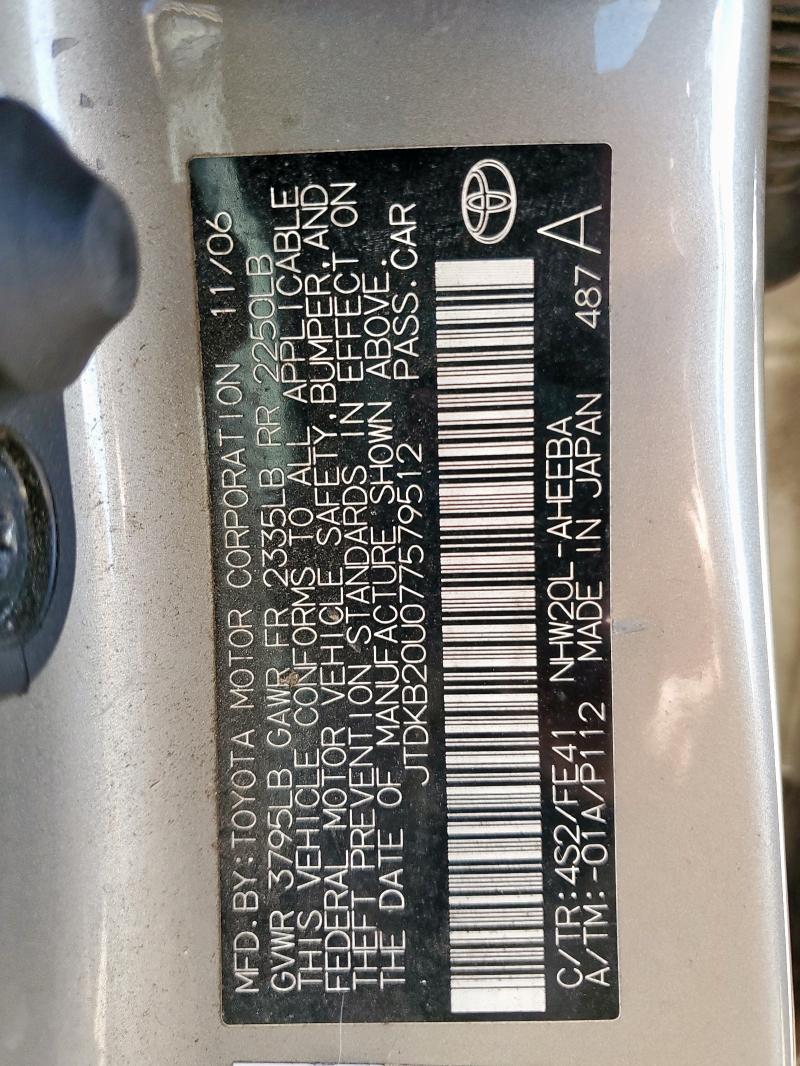 MFD.BY:TOYOTA MOTOR CORPORATION 11/06
GVWR 3795LB GAWR FR 2335LB RR 2250LB
THIS VEHICLE CONFORMS TO ALL APPLICABLE
FEDERAL MOTOR VEHICLE SAFETY,BUMPER,AND
THEFT PREVENTION STANDARDS IN EFFECT ON
THE DATE OF MANUFACTURE SHOWN ABOVE.
JTDKB20U077579512 PASS.CAR
C/TR:4S2/FE41 NHW20L-AHEEBA
A/TM:-01A/P112 MADE IN JAPAN 487 A